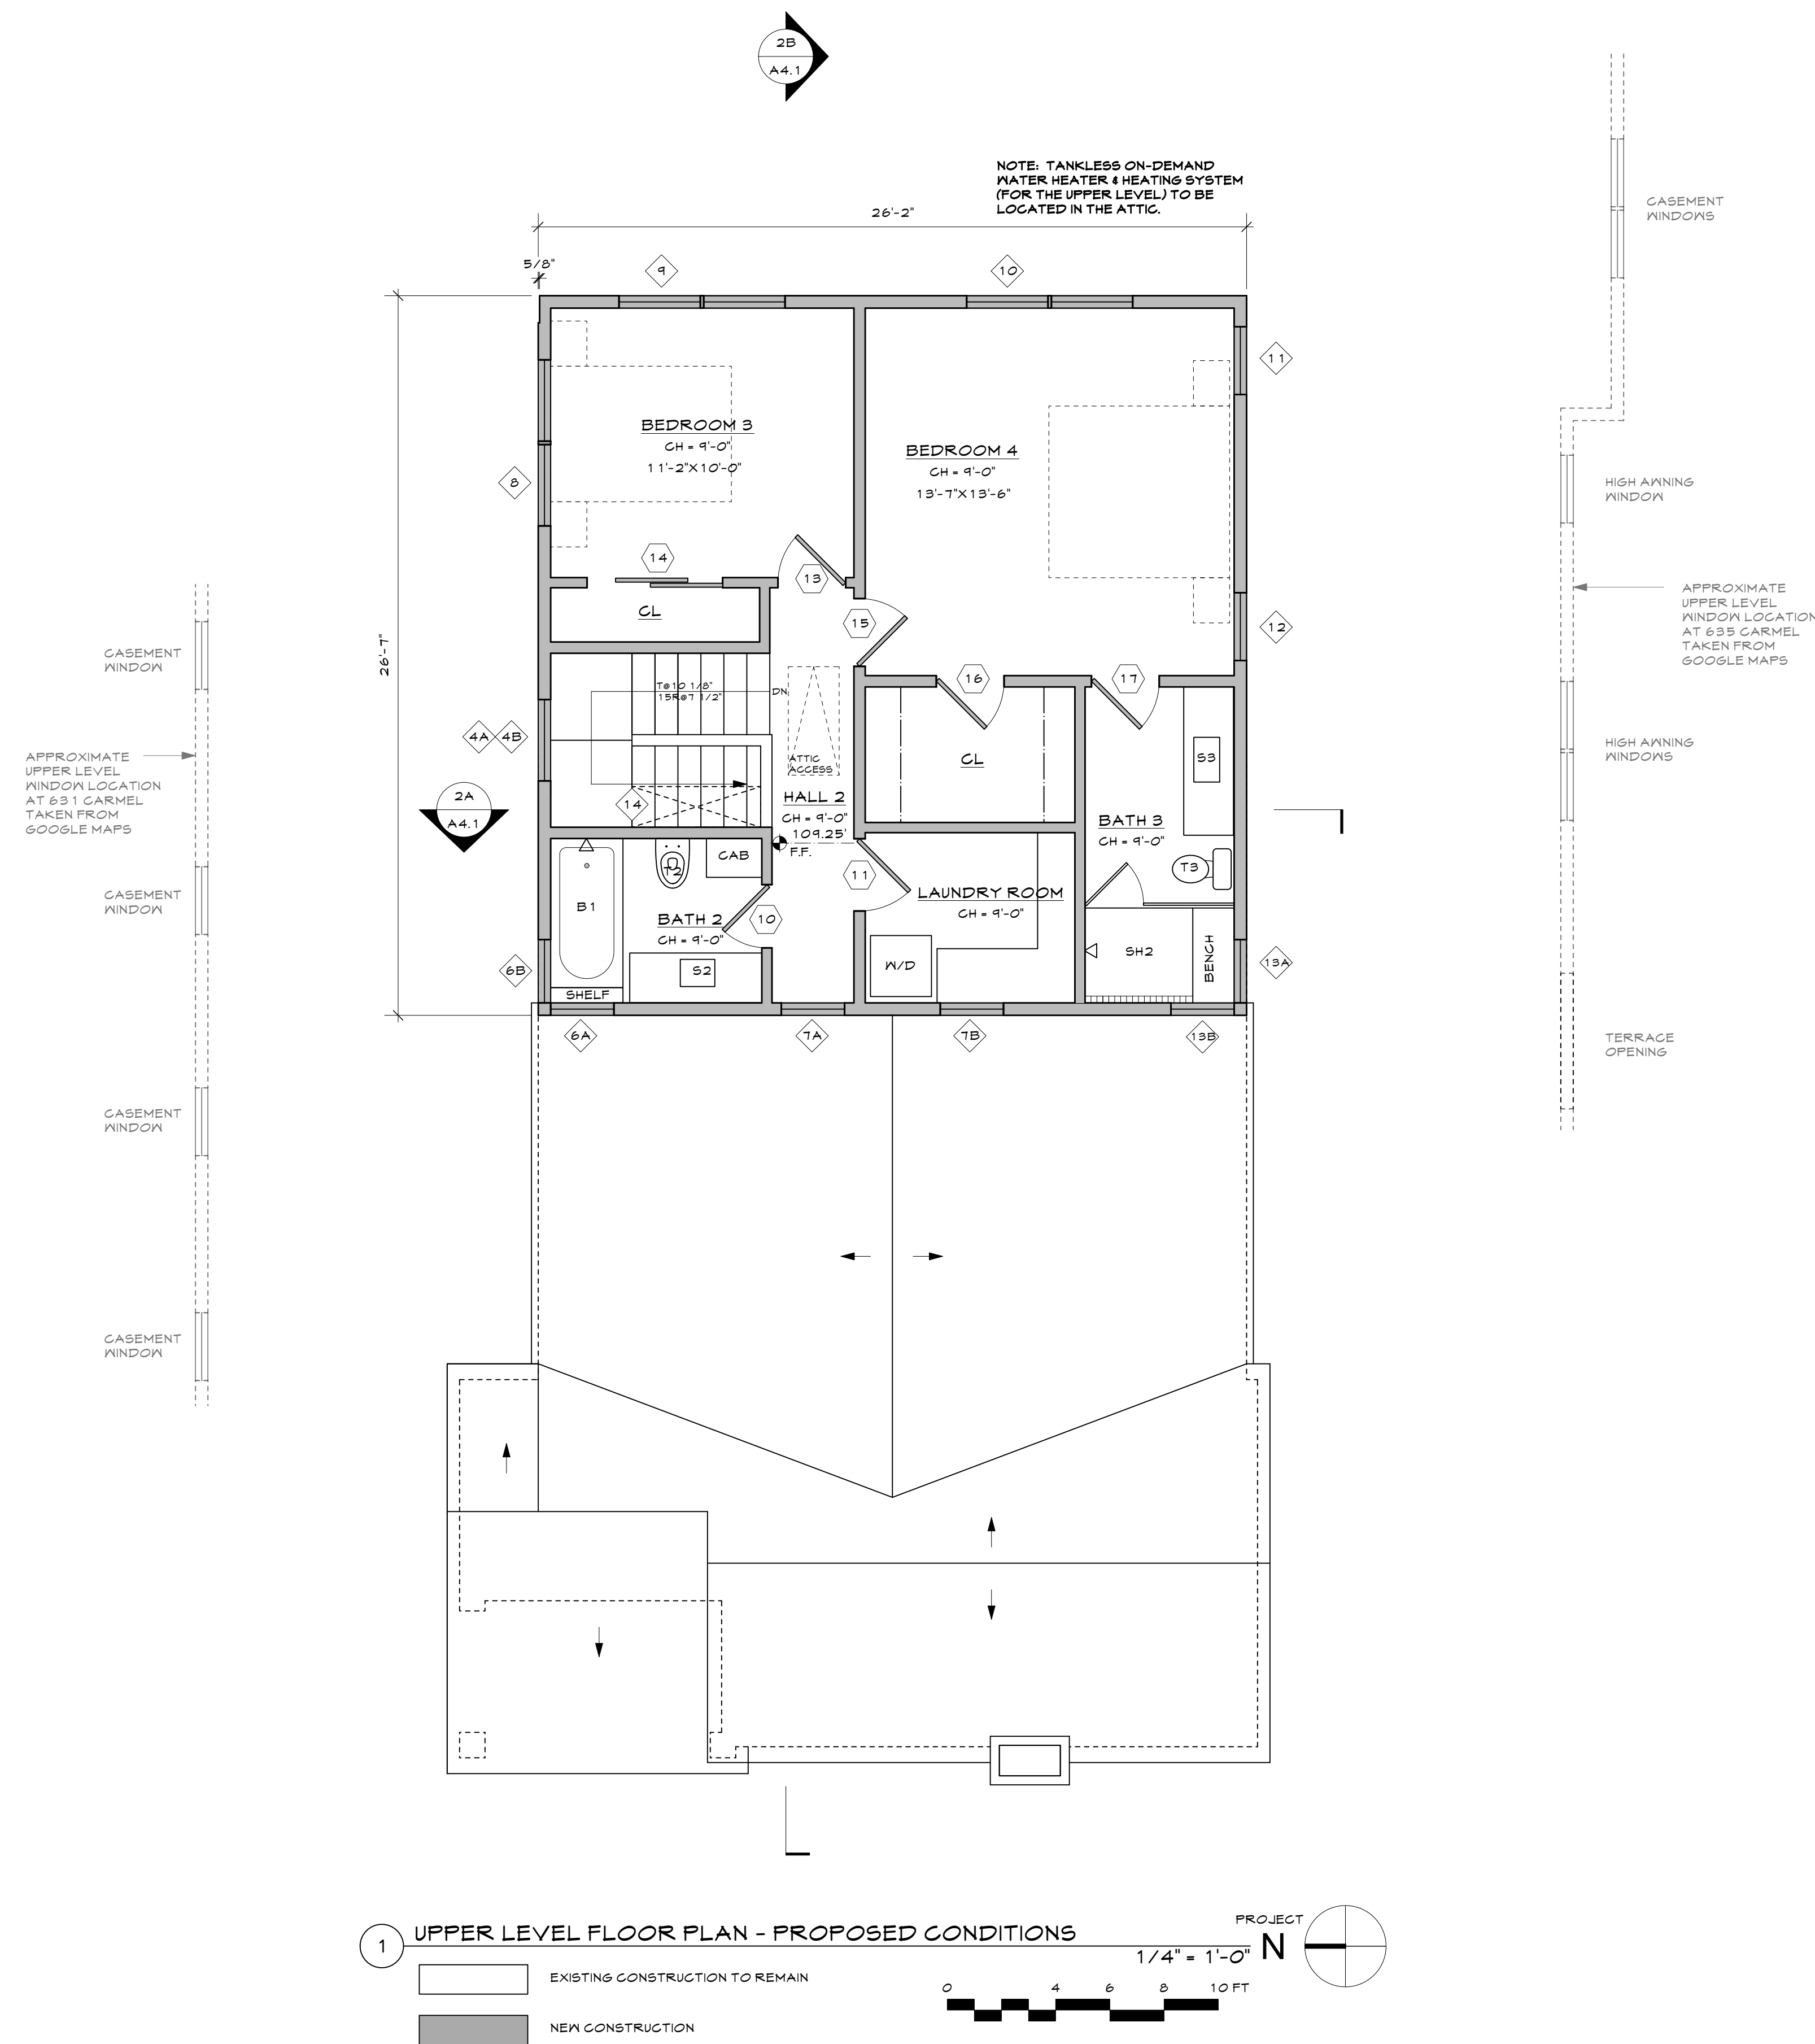 2B
A4.1
NOTE: TANKLESS ON-DEMAND
WATER HEATER & HEATING SYSTEM
(FOR THE UPPER LEVEL) TO BE
LOCATED IN THE ATTIC.
CASEMENT
WINDOWS
26'-2"
5/8"
9
10
11
BEDROOM 3
CH = 9'-0"
11'-2"X10'-0"
BEDROOM 4
CH = 9'-0"
13'-7"X13'-6"
8
HIGH AWNING
WINDOW
14
13
CL
15
12
APPROXIMATE
UPPER LEVEL
WINDOW LOCATION
AT 635 CARMEL
TAKEN FROM
GOOGLE MAPS
26'-7"
CASEMENT
WINDOW
T@10 1/8"
15R@7 1/2"
DN
16
17
4A
4B
ATTIC
ACCESS
CL
S3
HIGH AWNING
WINDOWS
APPROXIMATE
UPPER LEVEL
WINDOW LOCATION
AT 631 CARMEL
TAKEN FROM
GOOGLE MAPS
2A
A4.1
14
HALL 2
CH = 9'-0"
109.25'
F.F.
BATH 3
CH = 9'-0"
CAB
T2
T3
11
LAUNDRY ROOM
CH = 9'-0"
CASEMENT
WINDOW
B1
BATH 2
CH = 9'-0"
10
S2
W/D
SH2
BENCH
6B
SHELF
13A
6A
7A
7B
13B
TERRACE
OPENING
CASEMENT
WINDOW
CASEMENT
WINDOW
1
UPPER LEVEL FLOOR PLAN - PROPOSED CONDITIONS
1/4" = 1'-0"
PROJECT
N
EXISTING CONSTRUCTION TO REMAIN
0 4 6 8 10 FT
NEW CONSTRUCTION